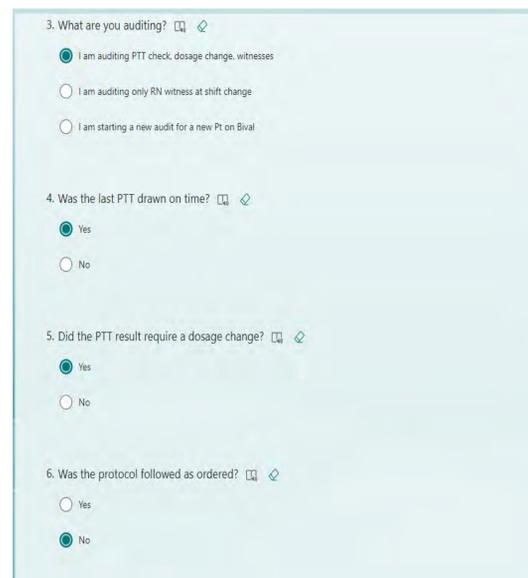 3. What are you auditing?
I am auditing PTT check, dosage change, witnesses
I am auditing only RN witness at shift change
I am starting a new audit for a new Pt on Bival
4. Was the last PTT drawn on time?
Yes
No
5. Did the PTT result require a dosage change?
Yes
No
6. Was the protocol followed as ordered?
Yes
No